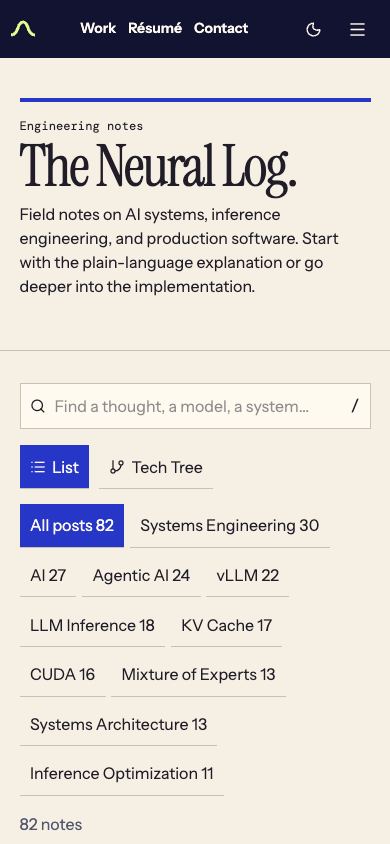 Work Résumé Contact
Engineering notes
The Neural Log.
Field notes on AI systems, inference
engineering, and production software. Start
with the plain-language explanation or go
deeper into the implementation.
Find a thought, a model, a system... /
List Tech Tree
All posts 82 Systems Engineering 30
AI 27 Agentic AI 24 vLLM 22
LLM Inference 18 KV Cache 17
CUDA 16 Mixture of Experts 13
Systems Architecture 13
Inference Optimization 11
82 notes